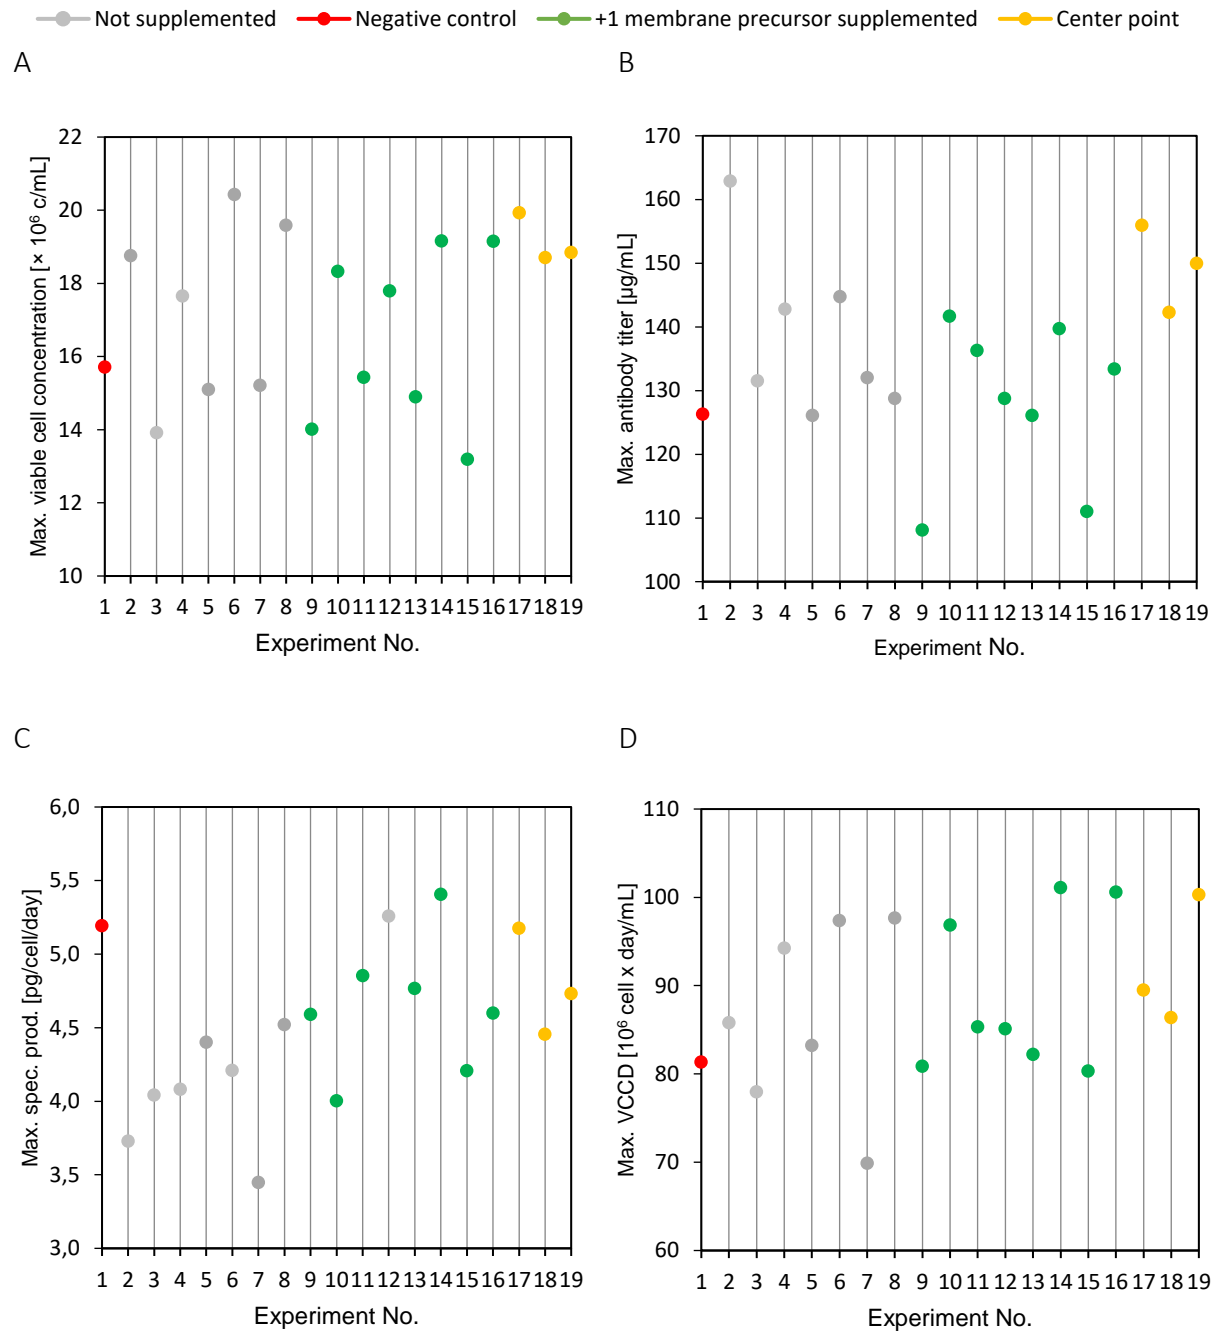 Not supplemented Negative control +1 membrane precursor supplemented Center point
A
Max. viable cell concentration [× 10⁶ c/mL]
22
20
18
16
14
12
10
1 2 3 4 5 6 7 8 9 10 11 12 13 14 15 16 17 18 19
Experiment No.
B
Max. antibody titer [µg/mL]
170
160
150
140
130
120
110
100
1 2 3 4 5 6 7 8 9 10 11 12 13 14 15 16 17 18 19
Experiment No.
C
Max. spec. prod. [pg/cell/day]
6,0
5,5
5,0
4,5
4,0
3,5
3,0
1 2 3 4 5 6 7 8 9 10 11 12 13 14 15 16 17 18 19
Experiment No.
D
Max. VCCD [10⁶ cell x day/mL]
110
100
90
80
70
60
1 2 3 4 5 6 7 8 9 10 11 12 13 14 15 16 17 18 19
Experiment No.